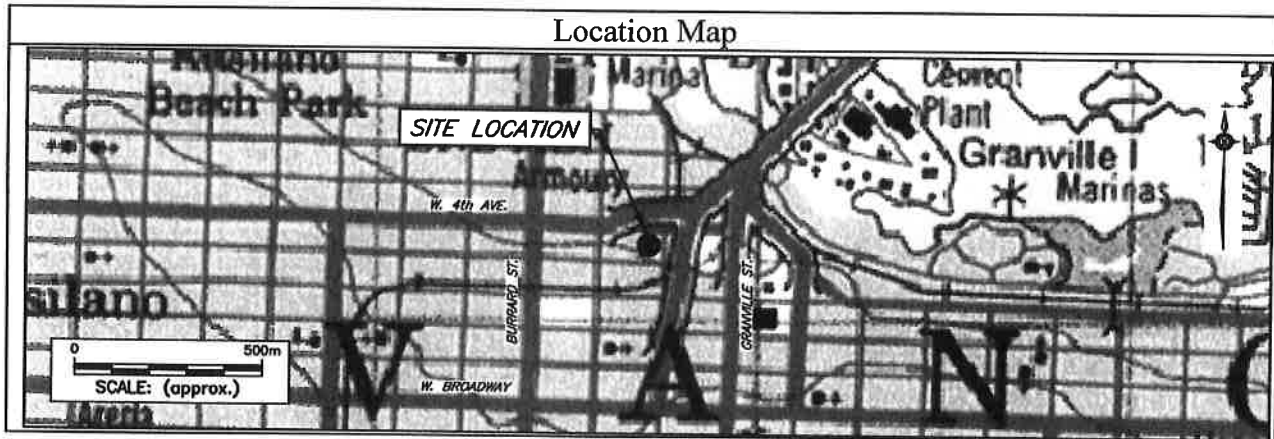 Location Map
Beach Park
Marina
Cement
Plant
SITE LOCATION
Granville I
Marinas
Armoury
W. 4th AVE.
BURRARD ST.
GRANVILLE ST.
silano
0 500m
SCALE: (approx.)
W. BROADWAY
V A N